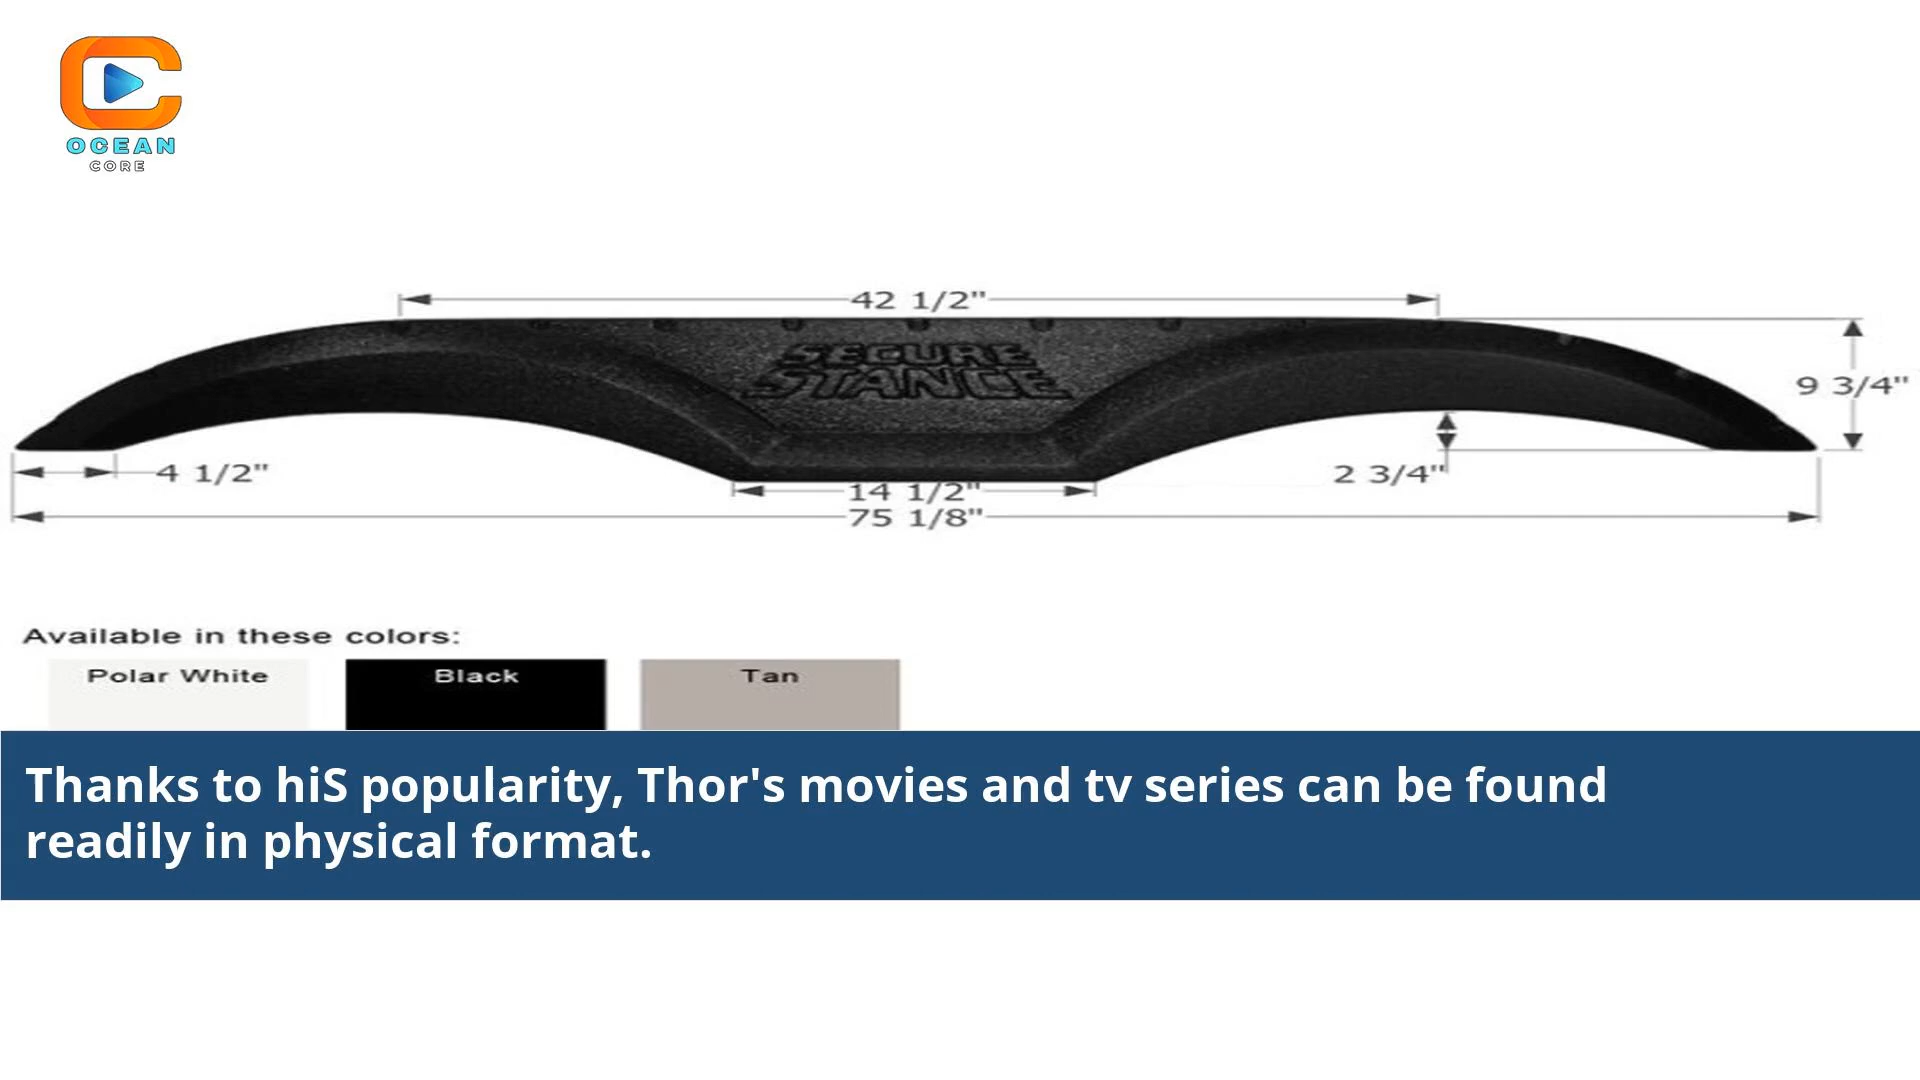 OCEAN
CORE
42 1/2"
SECURE
STANCE
9 3/4"
4 1/2"
2 3/4"
14 1/2"
75 1/8"
Available in these colors:
Polar White
Black
Tan
Thanks to hiS popularity, Thor's movies and tv series can be found
readily in physical format.